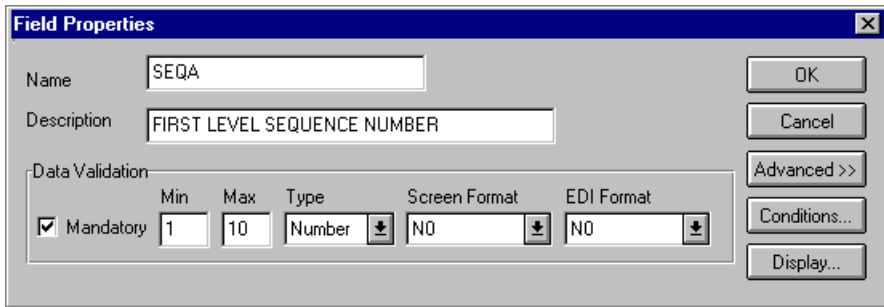 Field Properties
Name SEQA OK
Description FIRST LEVEL SEQUENCE NUMBER Cancel
Data Validation Advanced >>
Min Max Type Screen Format EDI Format
Mandatory 1 10 Number N0 N0 Conditions...
Display...